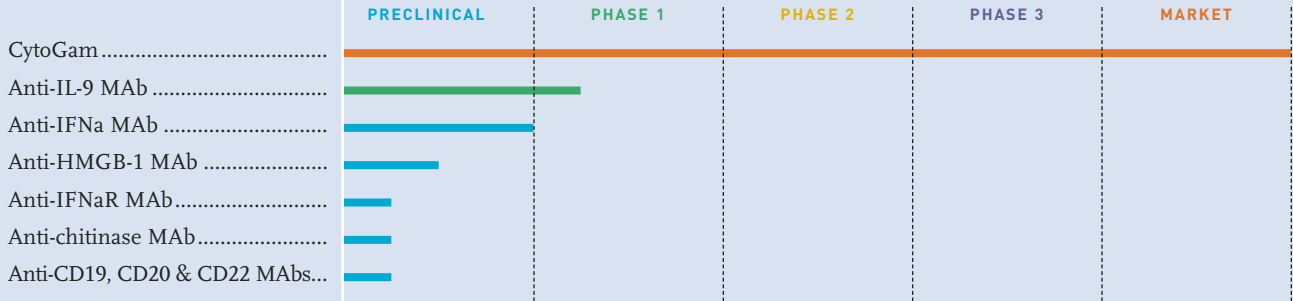 PRECLINICAL PHASE 1 PHASE 2 PHASE 3 MARKET
CytoGam....................................
Anti-IL-9 MAb ............................
Anti-IFNa MAb ..........................
Anti-HMGB-1 MAb ....................
Anti-IFNaR MAb.........................
Anti-chitinase MAb.....................
Anti-CD19, CD20 & CD22 MAbs...